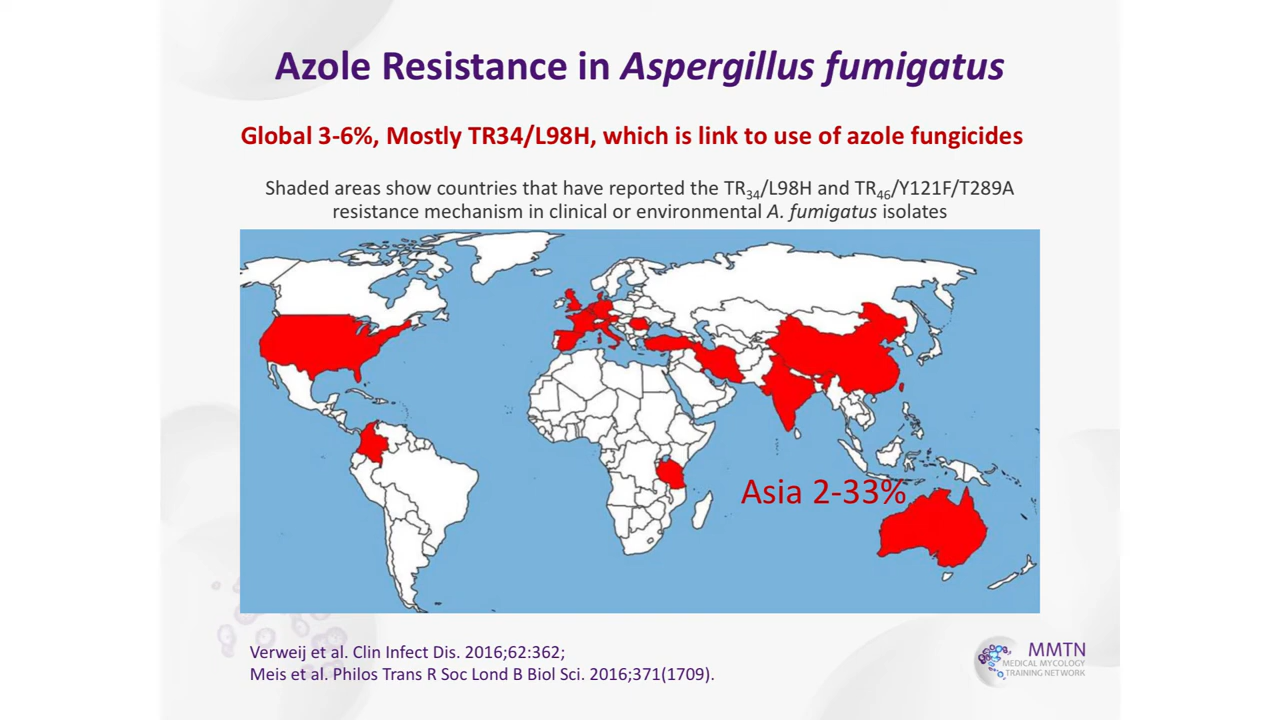 Azole Resistance in Aspergillus fumigatus
Global 3-6%, Mostly TR34/L98H, which is link to use of azole fungicides
Shaded areas show countries that have reported the TR34/L98H and TR46/Y121F/T289A
resistance mechanism in clinical or environmental A. fumigatus isolates
Asia 2-33%
Verweij et al. Clin Infect Dis. 2016;62:362;
Meis et al. Philos Trans R Soc Lond B Biol Sci. 2016;371(1709).
MMTN
MEDICAL MYCOLOGY
TRAINING NETWORK